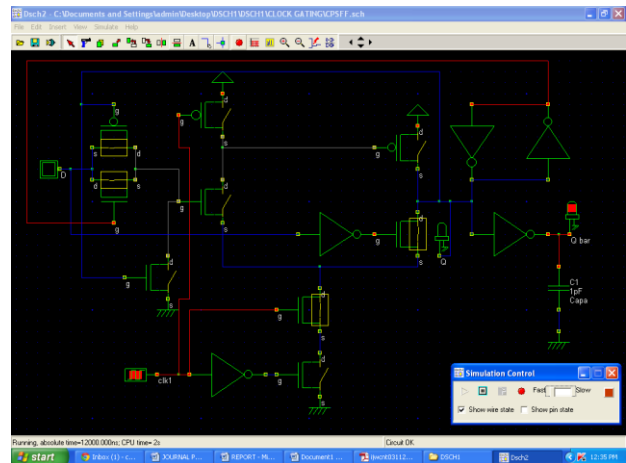 Dsch2 - C:\Documents and Settings\admin\Desktop\DSCH1\DSCH1\CLOCK GATING\CPSFF.sch
File Edit Insert View Simulate Help
g
d
g
s
d
g
s
s
d
D
d
s
g
g
s
d
g
s
g
s
Q
Q bar
d
g
s
C1
1pF
Capa
d
g
s
clk1
d
g
s
Simulation Control
Fast Slow
Show wire state Show pin state
Running, absolute time=12000.000ns; CPU time= 2s
Circuit OK
start
Inbox (1) - c...
JOURNAL P...
REPORT - Mi...
Document1 ...
DSCH1
Dsch2
12:35 PM